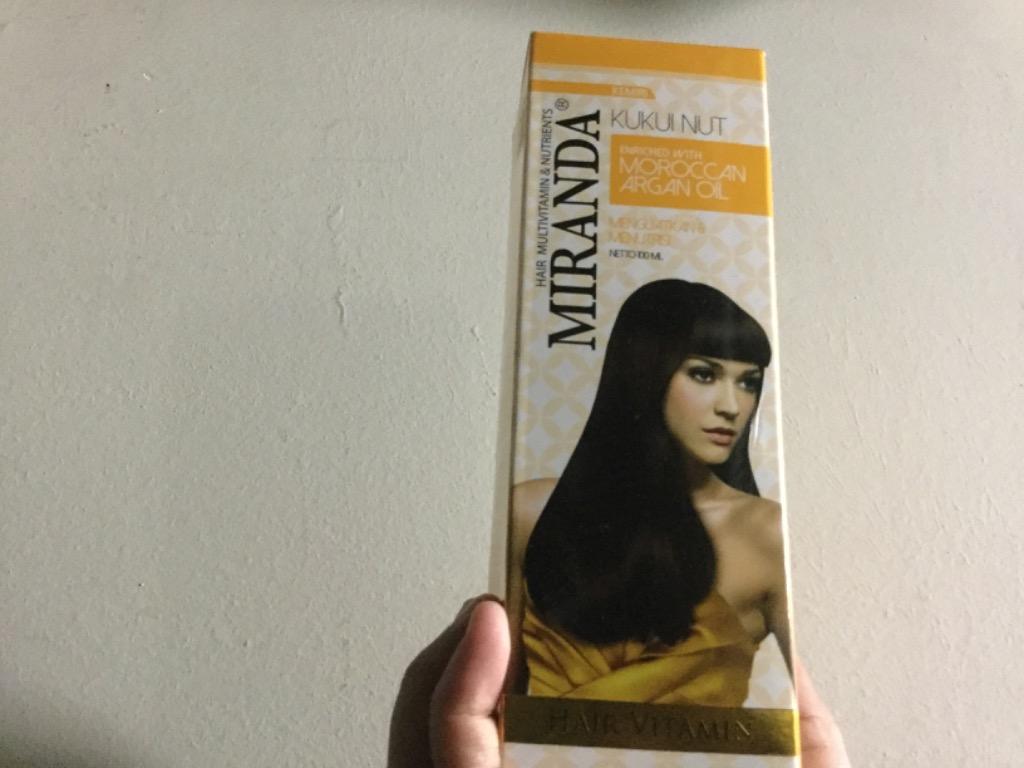 KEMIRI
KUKUI NUT
ENRICHED WITH
MOROCCAN
ARGAN OIL
MENGUATKAN &
MENUTRISI
NETTO 100 ML
HAIR MULTIVITAMIN & NUTRIENTS
MIRANDA®
HAIR VITAMIN